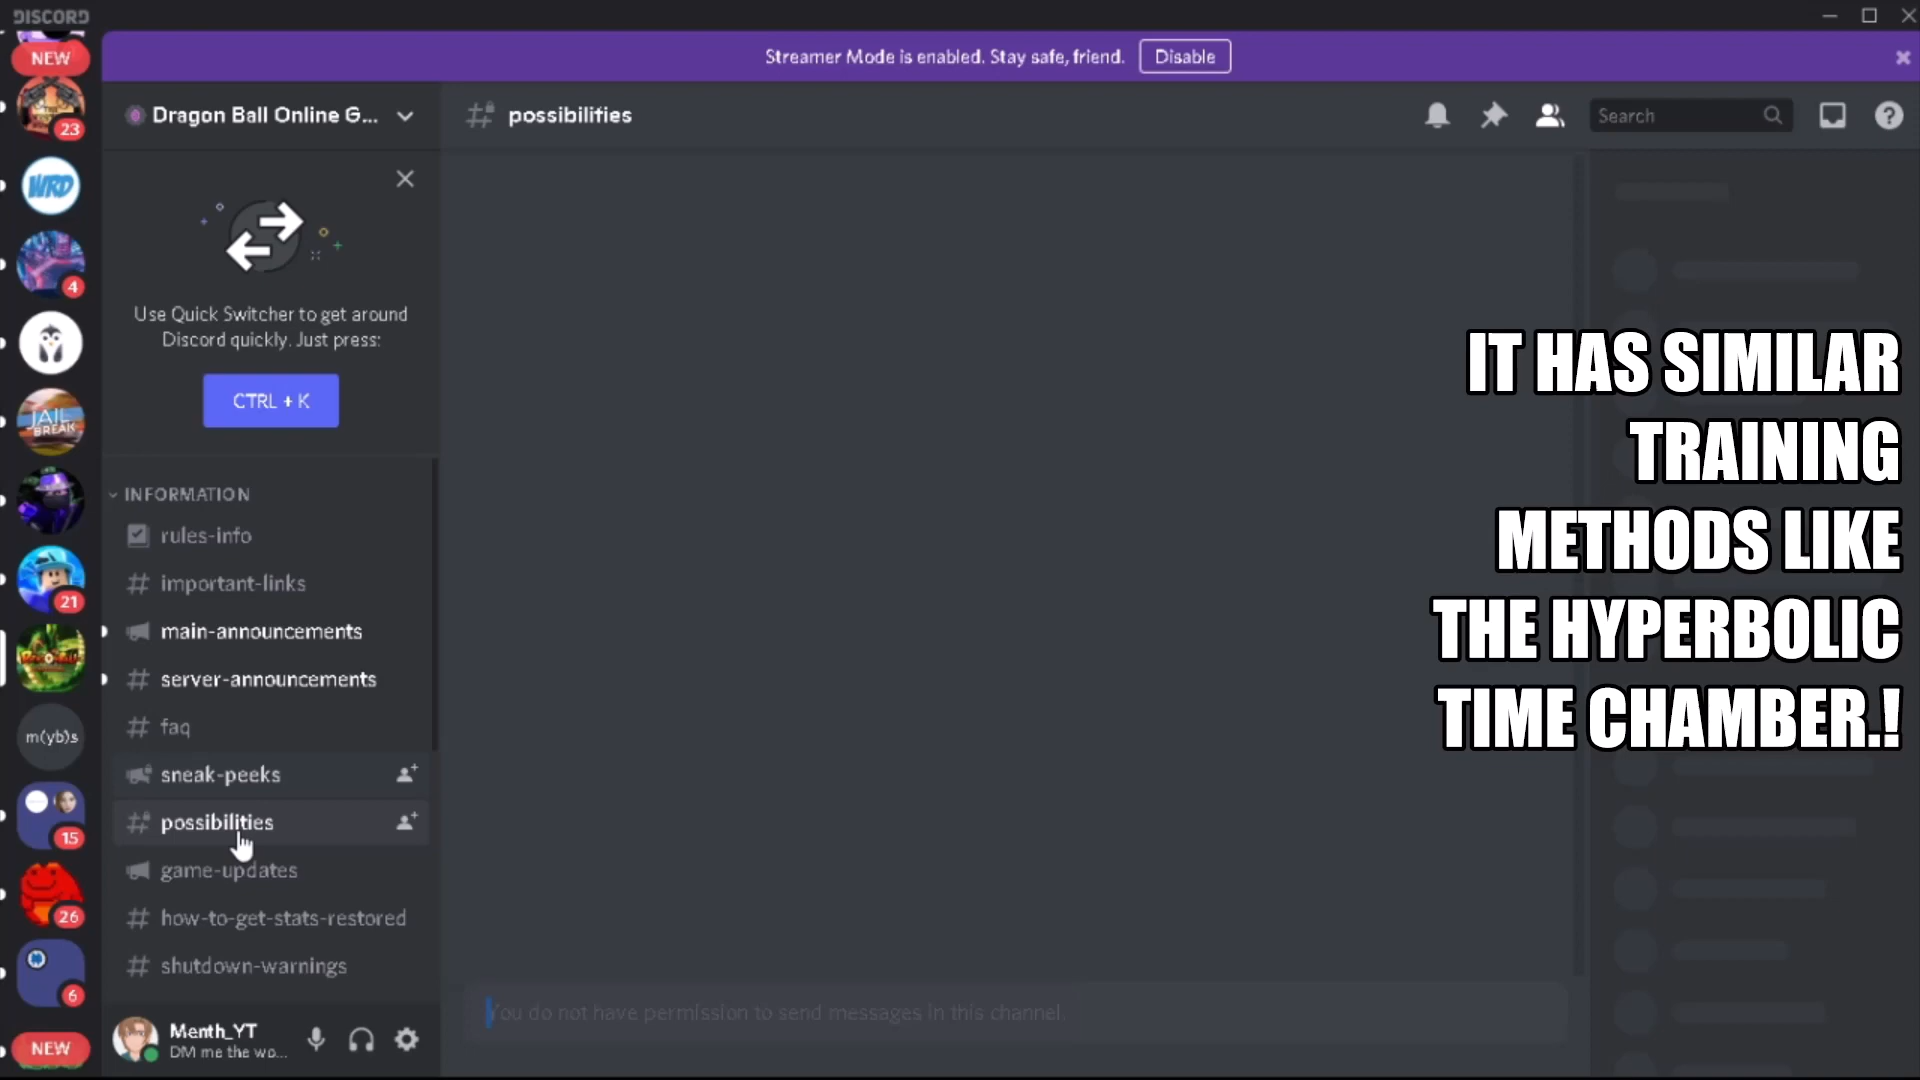 DISCORD
NEW
Streamer Mode is enabled. Stay safe, friend.
Disable
23
WRD
4
JAIL
BREAK
21
m(yb)s
15
26
6
NEW
Dragon Ball Online G...
Use Quick Switcher to get around
Discord quickly. Just press:
CTRL + K
INFORMATION
rules-info
important-links
main-announcements
server-announcements
faq
sneak-peeks
possibilities
game-updates
how-to-get-stats-restored
shutdown-warnings
Menth_YT
DM me the wo...
possibilities
Search
IT HAS SIMILAR
TRAINING
METHODS LIKE
THE HYPERBOLIC
TIME CHAMBER.!
You do not have permission to send messages in this channel.